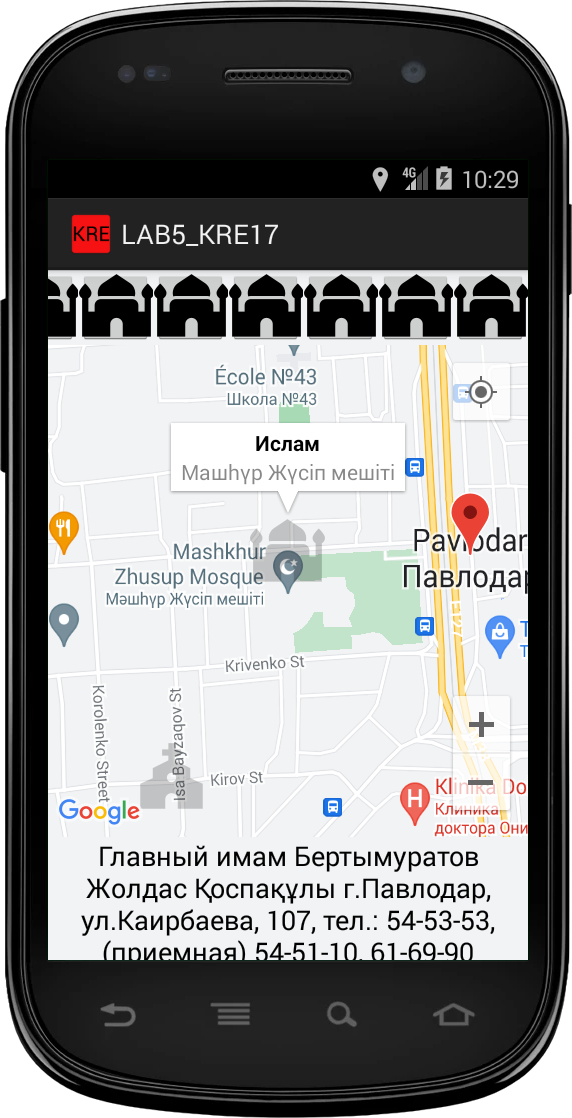 4G 10:29
KRE LAB5_KRE17
École №43
Школа №43
Ислам
Машһүр Жүсіп мешіті
Pavlodar
Павлодар
Mashkhur
Zhusup Mosque
Мәшһүр Жүсіп мешіті
T
Т
Krivenko St
Korolenko Street
Isa Bayzaqov St
Kirov St
Google
H
Klinika Do
Клиника
доктора Они
Главный имам Бертымуратов
Жолдас Қоспақұлы г.Павлодар,
ул.Каирбаева, 107, тел.: 54-53-53,
(приемная) 54-51-10, 61-69-90